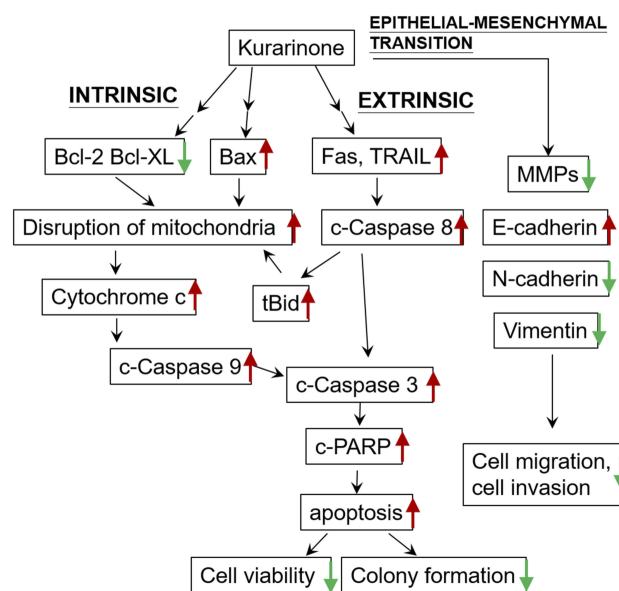 EPITHELIAL-MESENCHYMAL
TRANSITION
Kurarinone
INTRINSIC
EXTRINSIC
Bcl-2 Bcl-XL
Bax
Fas, TRAIL
MMPs
Disruption of mitochondria
c-Caspase 8
E-cadherin
Cytochrome c
tBid
N-cadherin
Vimentin
c-Caspase 9
c-Caspase 3
c-PARP
Cell migration,
cell invasion
apoptosis
Cell viability
Colony formation